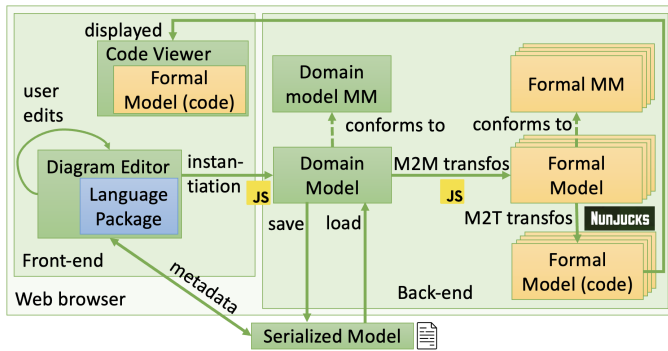 displayed
Code Viewer
Formal
Model (code)
user
edits
Diagram Editor
Language
Package
Front-end
Web browser
instan-
tiation
JS
Domain
model MM
conforms to
Domain
Model
save
load
M2M transfos
JS
Formal MM
conforms to
Formal
Model
M2T transfos
NUNJUCKS
Formal
Model (code)
Back-end
metadata
Serialized Model